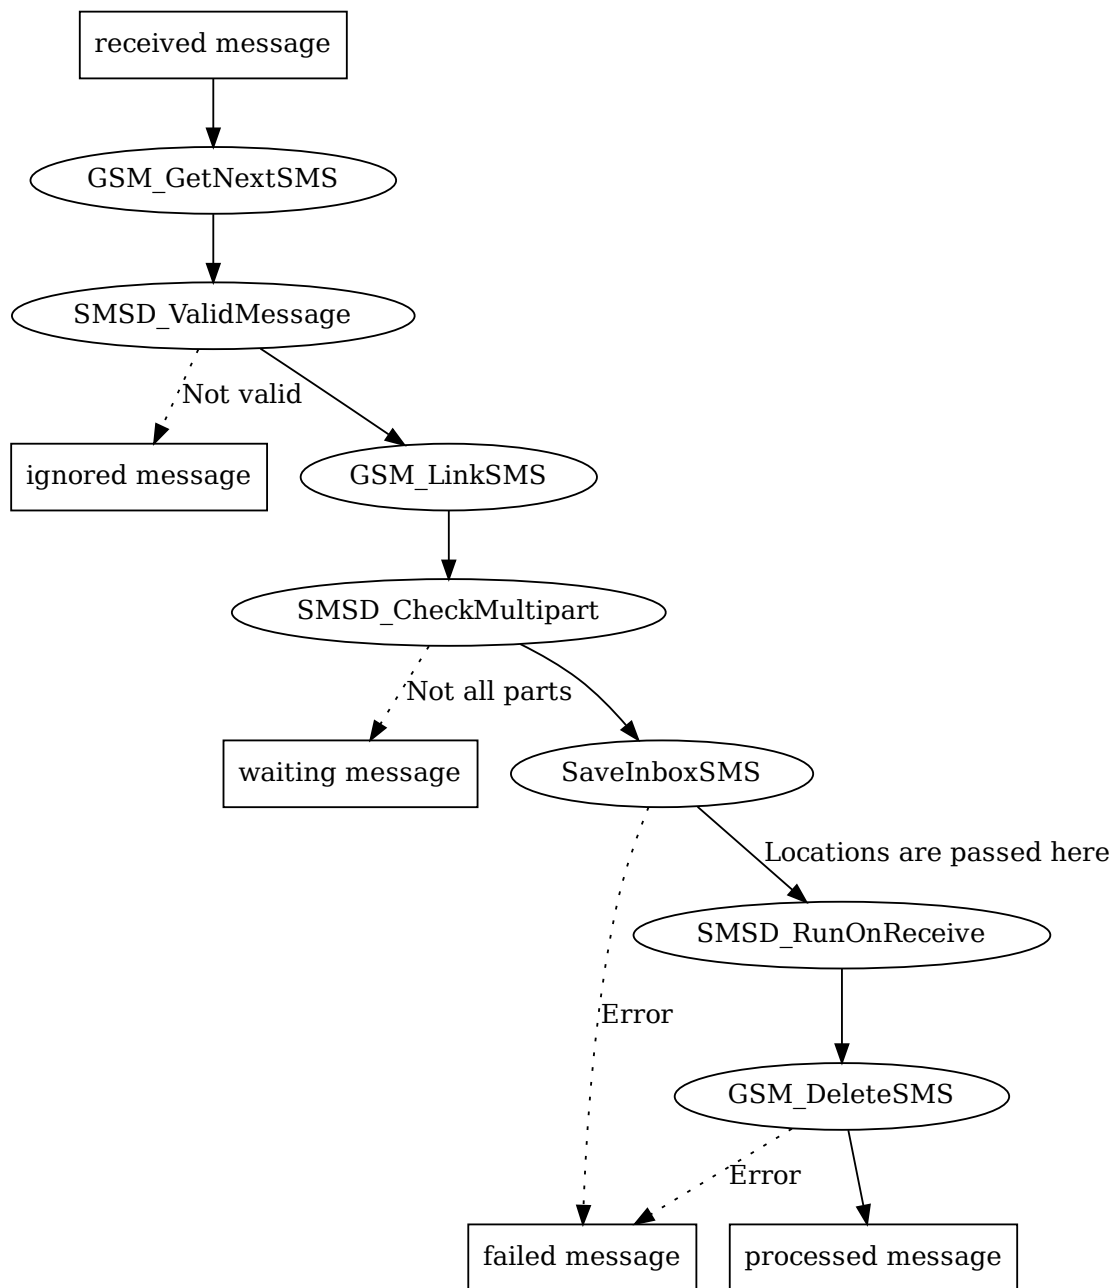 received message
GSM_GetNextSMS
SMSD_ValidMessage
Not valid
ignored message
GSM_LinkSMS
SMSD_CheckMultipart
Not all parts
waiting message
SaveInboxSMS
Locations are passed here
SMSD_RunOnReceive
Error
GSM_DeleteSMS
Error
failed message
processed message